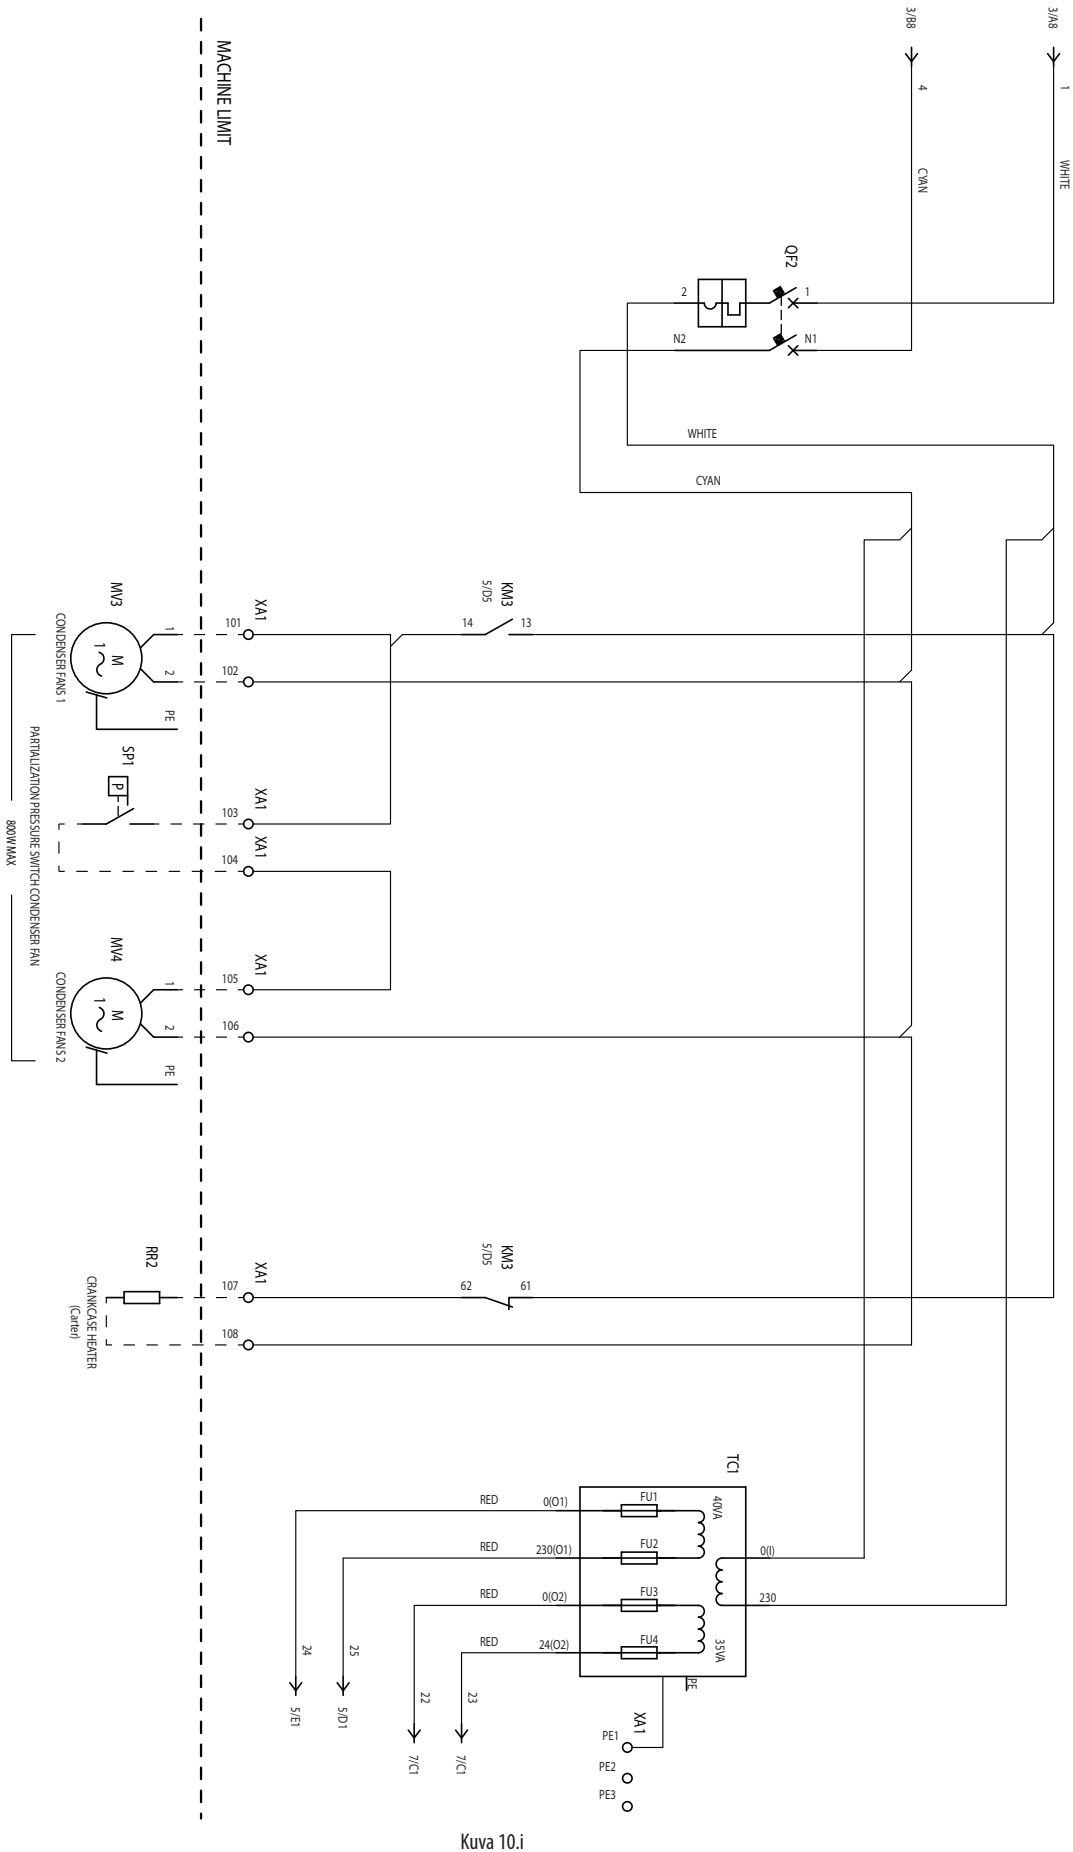 3/B8
3/A8
4
1
CYAN
WHITE
MACHINE LIMIT
QF2
2
1
N2
N1
WHITE
CYAN
MV3
CONDENSER FANS 1
M
1
1
2
PE
XA1
101
102
KM3
5/D5
14
13
SP1
P
PARTIALIZATION PRESSURE SWITCH CONDENSER FAN
800W MAX
XA1
103
XA1
104
MV4
CONDENSER FANS 2
M
1
1
2
PE
XA1
105
106
RR2
CRANKCASE HEATER
(Carter)
XA1
107
108
KM3
5/D5
62
61
TC1
40VA
35VA
FU1
FU2
FU3
FU4
0(I)
230
RED
0(O1)
RED
230(O1)
RED
0(O2)
RED
24(O2)
PE
24
25
22
23
5/E1
5/D1
7/C1
7/C1
XA1
PE1
PE2
PE3
Kuva 10.i